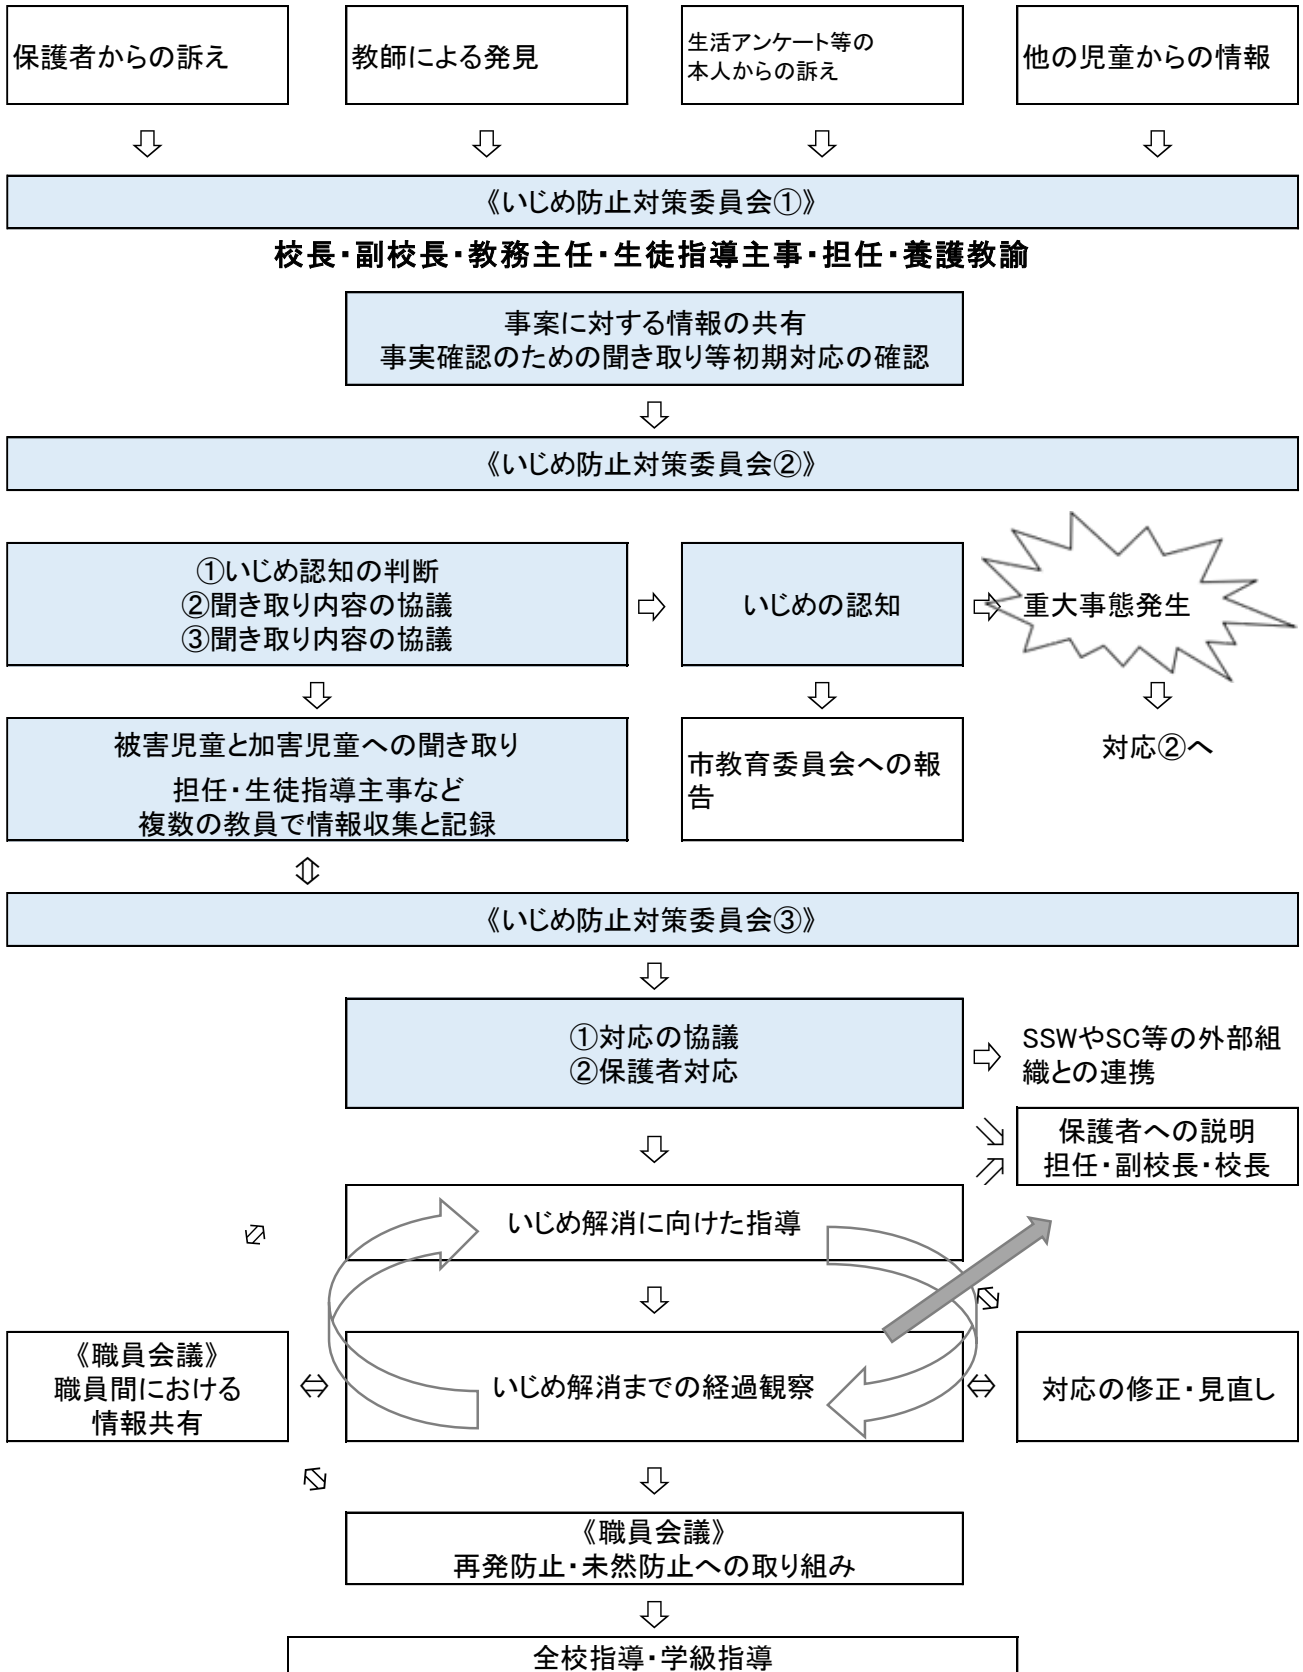 保護者からの訴え
教師による発見
生活アンケート等の
本人からの訴え
他の児童からの情報
《いじめ防止対策委員会①》
校長・副校長・教務主任・生徒指導主事・担任・養護教諭
事案に対する情報の共有
事実確認のための聞き取り等初期対応の確認
《いじめ防止対策委員会②》
①いじめ認知の判断
②聞き取り内容の協議
③聞き取り内容の協議
いじめの認知
重大事態発生
被害児童と加害児童への聞き取り
担任・生徒指導主事など
複数の教員で情報収集と記録
市教育委員会への報
告
対応②へ
《いじめ防止対策委員会③》
①対応の協議
②保護者対応
SSWやSC等の外部組
織との連携
保護者への説明
担任・副校長・校長
いじめ解消に向けた指導
《職員会議》
職員間における
情報共有
いじめ解消までの経過観察
対応の修正・見直し
《職員会議》
再発防止・未然防止への取り組み
全校指導・学級指導